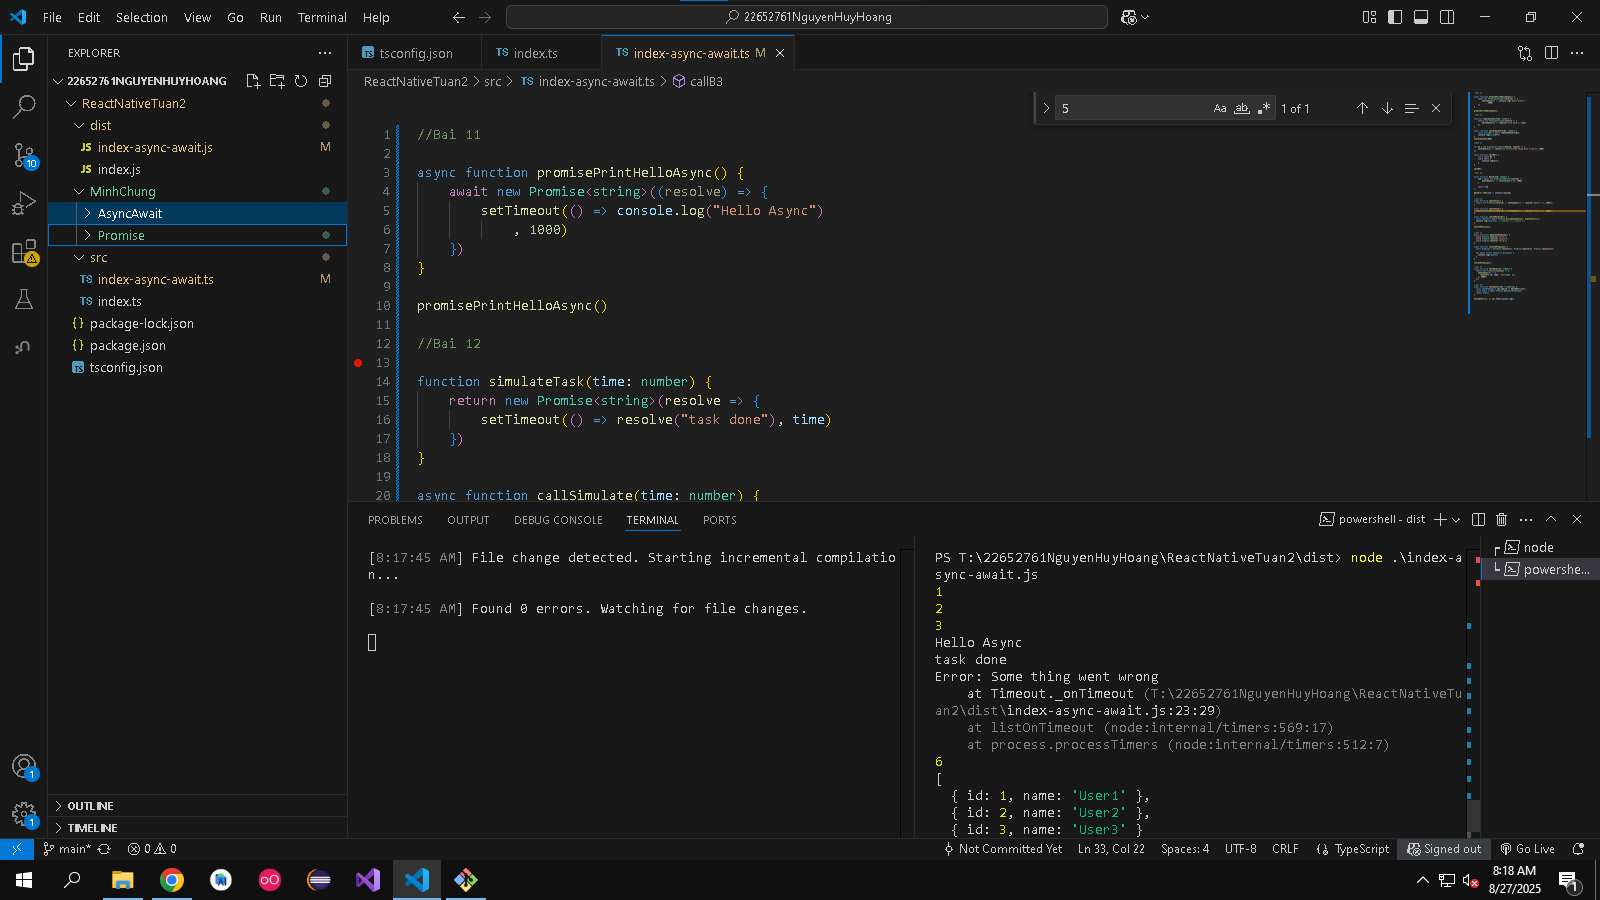 File Edit Selection View Go Run Terminal Help
22652761NguyenHuyHoang
EXPLORER
22652761NGUYENHUYHOANG
ReactNativeTuan2
dist
JS index-async-await.js M
JS index.js
MinhChung
AsyncAwait
Promise
src
TS index-async-await.ts M
TS index.ts
{} package-lock.json
{} package.json
TS tsconfig.json
OUTLINE
TIMELINE
10
1
1
TS tsconfig.json
TS index.ts
TS index-async-await.ts M
ReactNativeTuan2 > src > TS index-async-await.ts > callB3
5
Aa ab .* 1 of 1
1 //Bai 11
2
3 async function promisePrintHelloAsync() {
4 await new Promise<string>((resolve) => {
5 setTimeout(() => console.log("Hello Async")
6 , 1000)
7 })
8 }
9
10 promisePrintHelloAsync()
11
12 //Bai 12
13
14 function simulateTask(time: number) {
15 return new Promise<string>(resolve => {
16 setTimeout(() => resolve("task done"), time)
17 })
18 }
19
20 async function callSimulate(time: number) {
PROBLEMS OUTPUT DEBUG CONSOLE TERMINAL PORTS
powershell - dist
[8:17:45 AM] File change detected. Starting incremental compilatio
n...
[8:17:45 AM] Found 0 errors. Watching for file changes.
PS T:\22652761NguyenHuyHoang\ReactNativeTuan2\dist> node .\index-a
sync-await.js
1
2
3
Hello Async
task done
Error: Some thing went wrong
at Timeout._onTimeout (T:\22652761NguyenHuyHoang\ReactNativeTu
an2\dist\index-async-await.js:23:29)
at listOnTimeout (node:internal/timers:569:17)
at process.processTimers (node:internal/timers:512:7)
6
[
{ id: 1, name: 'User1' },
{ id: 2, name: 'User2' },
{ id: 3, name: 'User3' }
node
powershe...
main* 0 0
Not Committed Yet Ln 33, Col 22 Spaces: 4 UTF-8 CRLF {} TypeScript Signed out Go Live
8:18 AM
8/27/2025
1